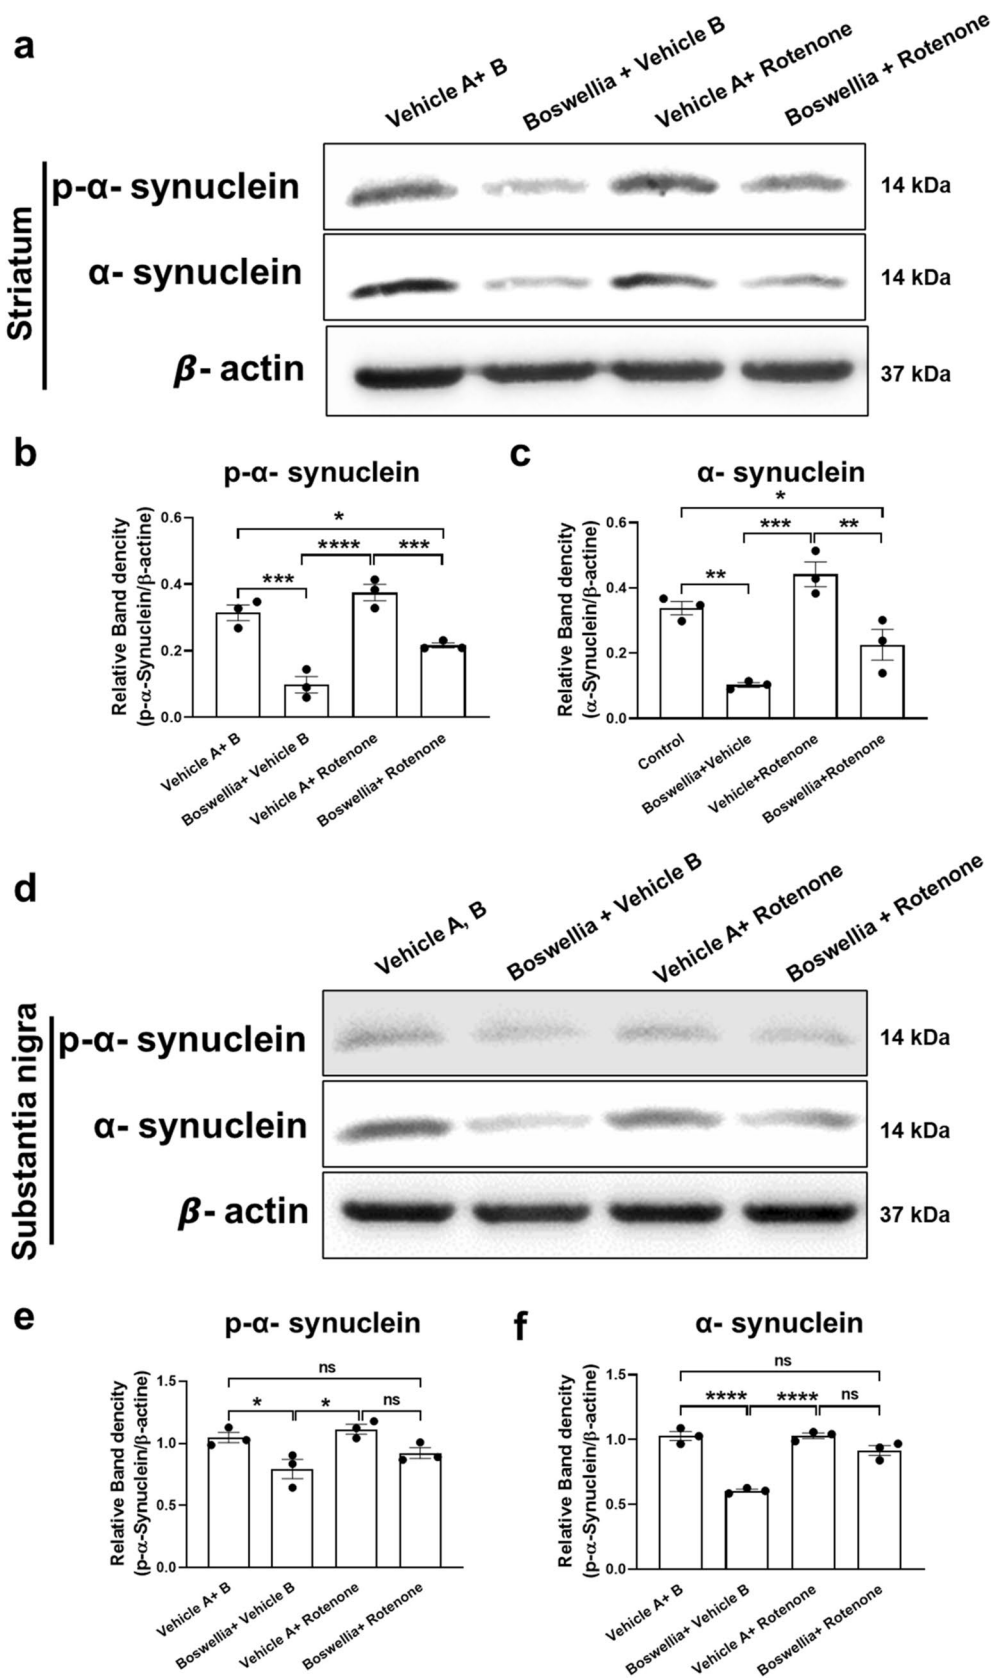 a
Vehicle A+ B
Boswellia + Vehicle B
Vehicle A+ Rotenone
Boswellia + Rotenone
Striatum
p-α- synuclein
14 kDa
α- synuclein
14 kDa
β- actin
37 kDa
b
p-α- synuclein
Relative Band dencity
(p-α-Synuclein/β-actine)
0.6
0.4
0.2
0.0
*
**** ***
***
Vehicle A+ B
Boswellia+ Vehicle B
Vehicle A+ Rotenone
Boswellia+ Rotenone
c
α- synuclein
Relative Band dencity
(α-Synuclein/β-actine)
0.6
0.4
0.2
0.0
*
*** **
**
Control
Boswellia+Vehicle
Vehicle+Rotenone
Boswellia+Rotenone
d
Vehicle A, B
Boswellia + Vehicle B
Vehicle A+ Rotenone
Boswellia + Rotenone
Substantia nigra
p-α- synuclein
14 kDa
α- synuclein
14 kDa
β- actin
37 kDa
e
p-α- synuclein
Relative Band dencity
(p-α-Synuclein/β-actine)
1.5
1.0
0.5
0.0
ns
* * ns
Vehicle A+ B
Boswellia+ Vehicle B
Vehicle A+ Rotenone
Boswellia+ Rotenone
f
α- synuclein
Relative Band dencity
(p-α-Synuclein/β-actine)
1.5
1.0
0.5
0.0
ns
**** **** ns
Vehicle A+ B
Boswellia+ Vehicle B
Vehicle A+ Rotenone
Boswellia+ Rotenone